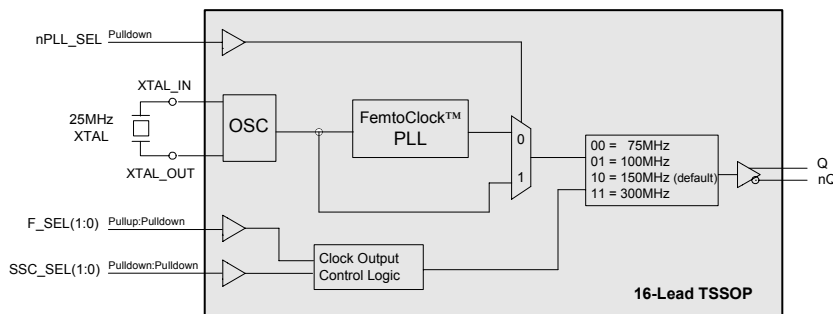 nPLL_SEL Pulldown
XTAL_IN
25MHz
XTAL
OSC
FemtoClock™
PLL
0
1
XTAL_OUT
00 = 75MHz
01 = 100MHz
10 = 150MHz (default)
11 = 300MHz
Q
nQ
F_SEL(1:0) Pullup:Pulldown
SSC_SEL(1:0) Pulldown:Pulldown
Clock Output
Control Logic
16-Lead TSSOP